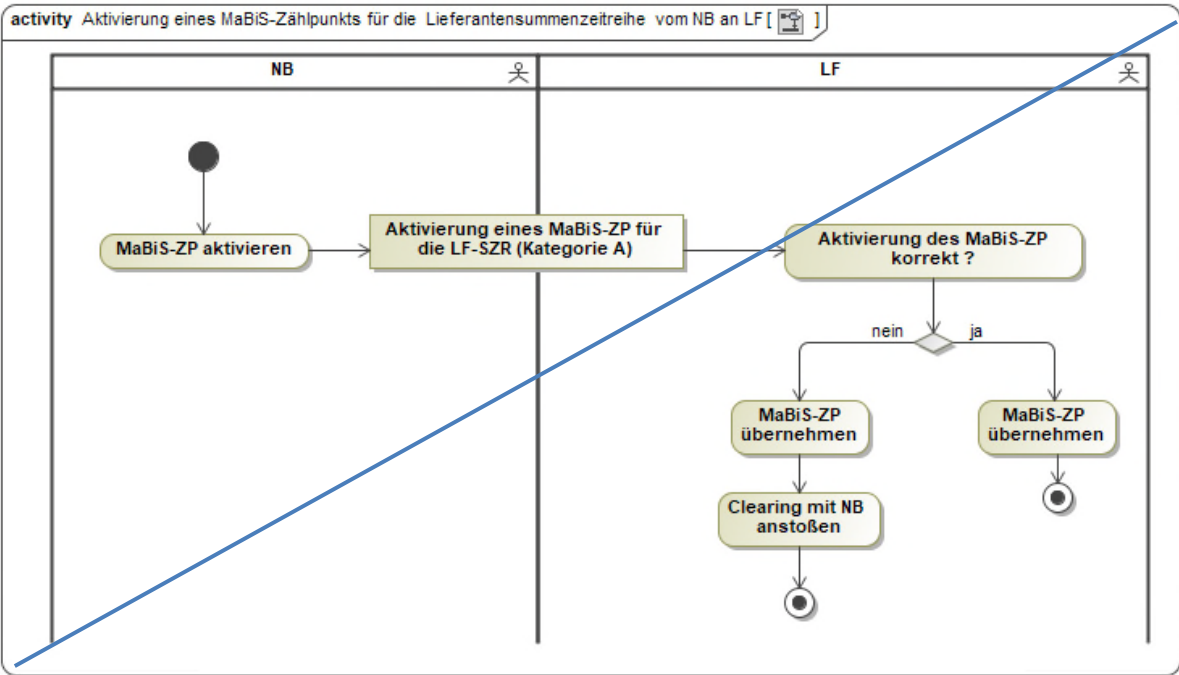 activity Aktivierung eines MaBiS-Zählpunkts für die Lieferantensummenzeitreihe vom NB an LF [ ]
NB
LF
MaBiS-ZP aktivieren
Aktivierung eines MaBiS-ZP für
die LF-SZR (Kategorie A)
Aktivierung des MaBiS-ZP
korrekt ?
nein
ja
MaBiS-ZP
übernehmen
MaBiS-ZP
übernehmen
Clearing mit NB
anstoßen